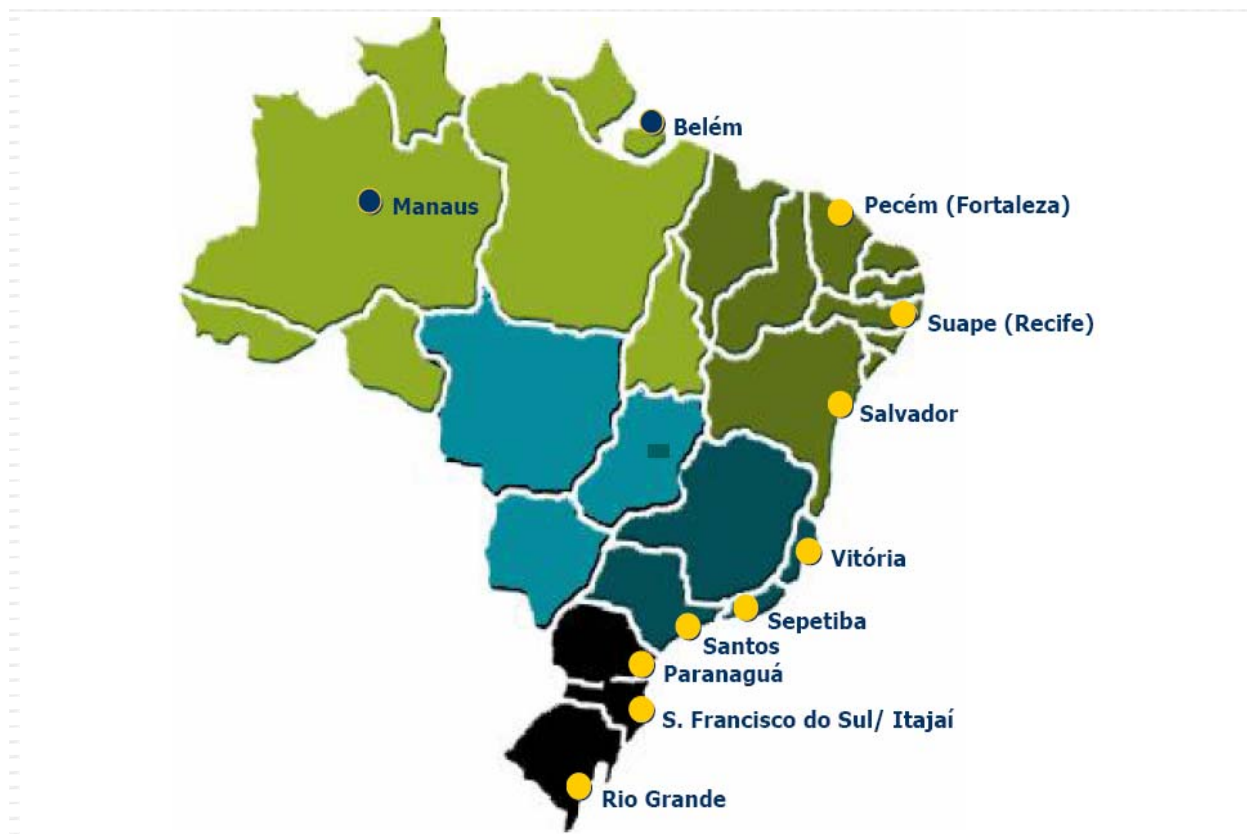 Belém
Manaus
Pecém (Fortaleza)
Suape (Recife)
Salvador
Vitória
Sepetiba
Santos
Paranaguá
S. Francisco do Sul/ Itajaí
Rio Grande